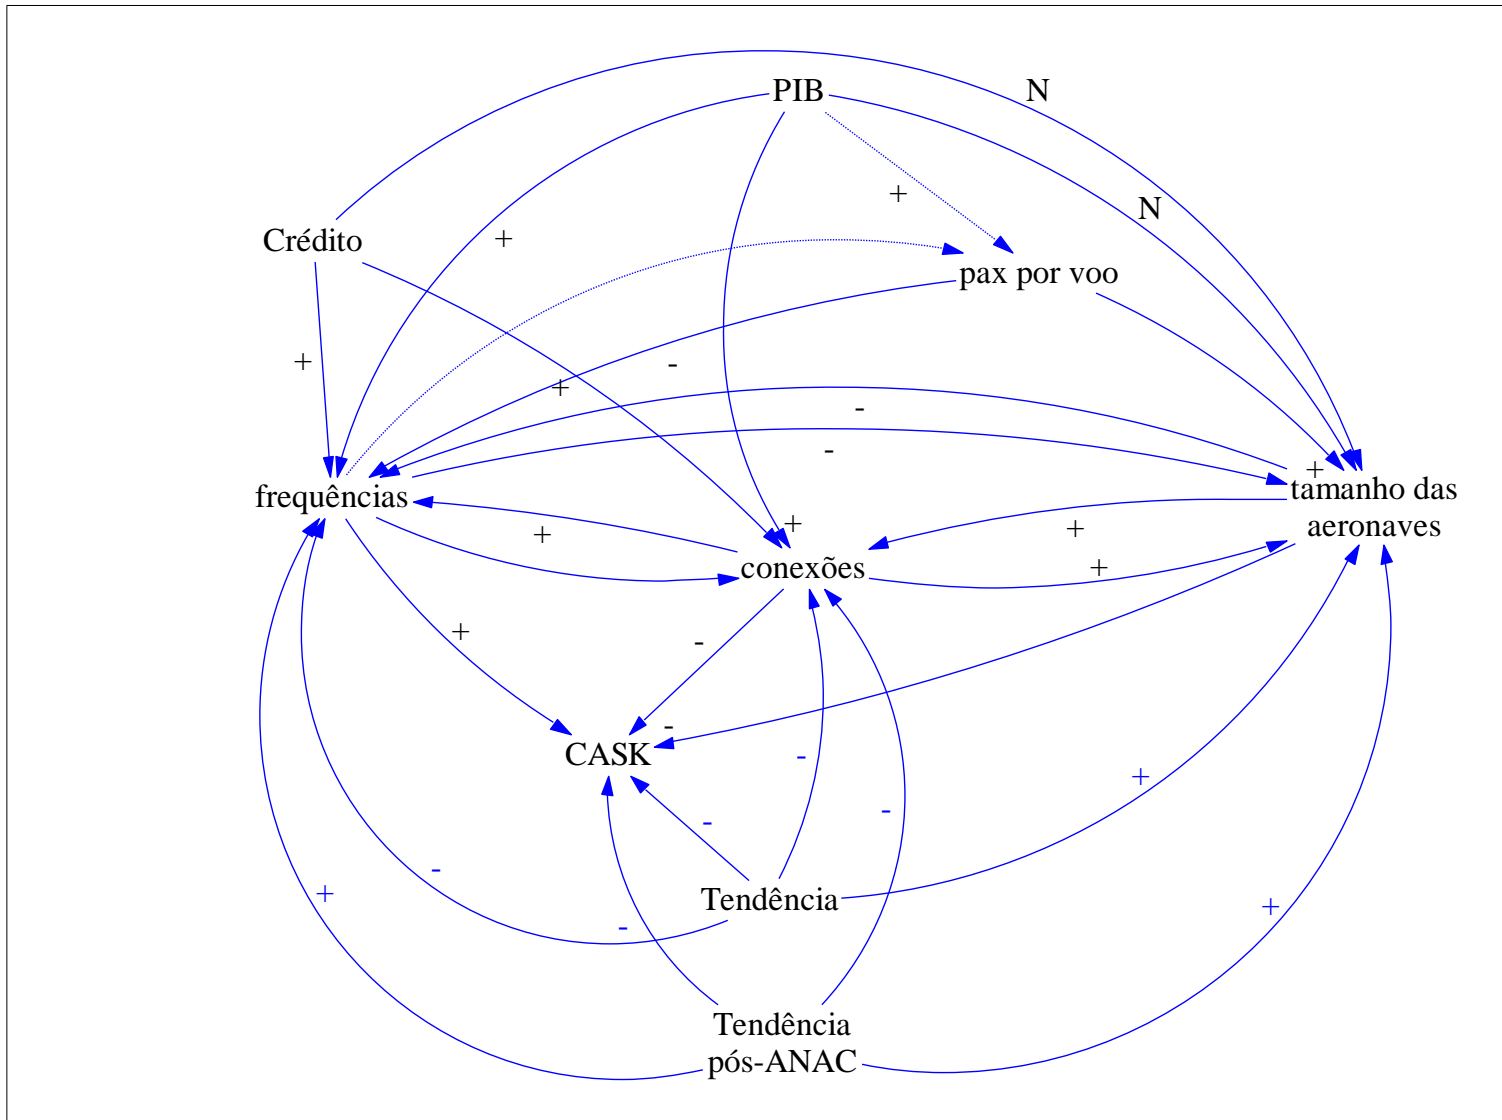 N
PIB
+
N
Crédito
+
pax por voo
+
-
+
-
-
+
tamanho das
aeronaves
frequências
+
+
+
conexões
+
+
-
-
CASK
-
+
-
-
-
+
+
Tendência
-
Tendência
pós-ANAC